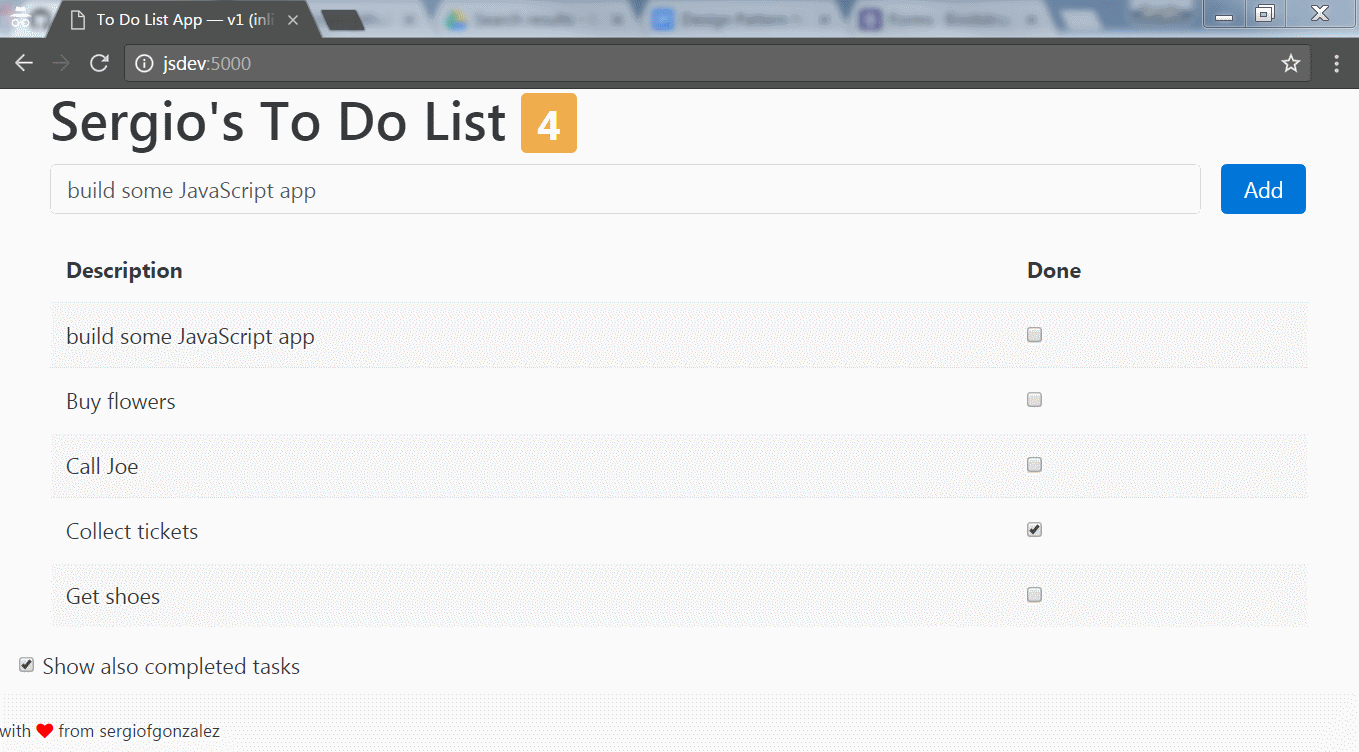 To Do List App — v1 (inli
Search results
Design Pattern
Forms
jsdev:5000
Sergio's To Do List 4
build some JavaScript app
Add
Description Done
build some JavaScript app
Buy flowers
Call Joe
Collect tickets
Get shoes
Show also completed tasks
with ❤ from sergiofgonzalez